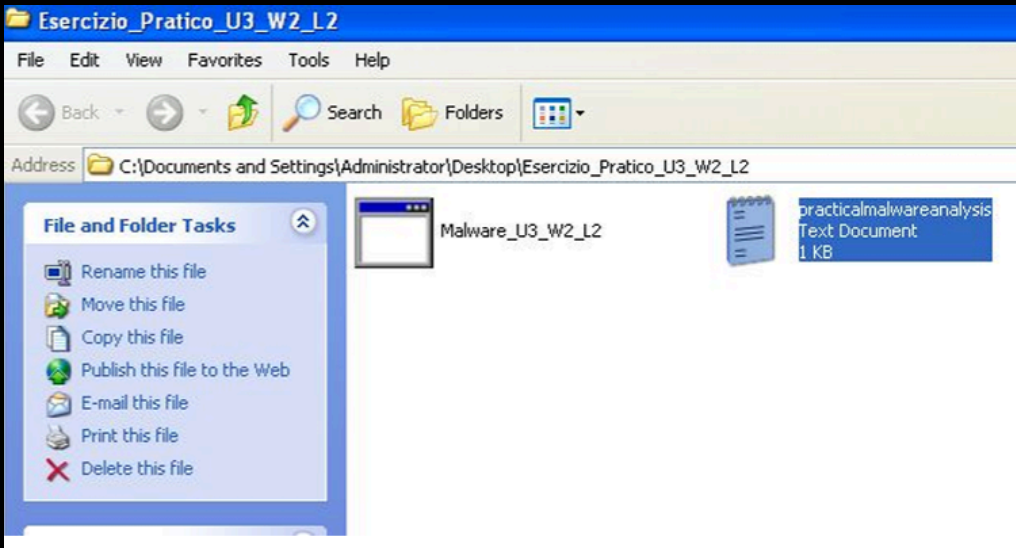 Esercizio_Pratico_U3_W2_L2
File Edit View Favorites Tools Help
Back Search Folders
Address C:\Documents and Settings\Administrator\Desktop\Esercizio_Pratico_U3_W2_L2
File and Folder Tasks
Rename this file
Move this file
Copy this file
Publish this file to the Web
E-mail this file
Print this file
Delete this file
Malware_U3_W2_L2
practicalmalwareanalysis
Text Document
1 KB